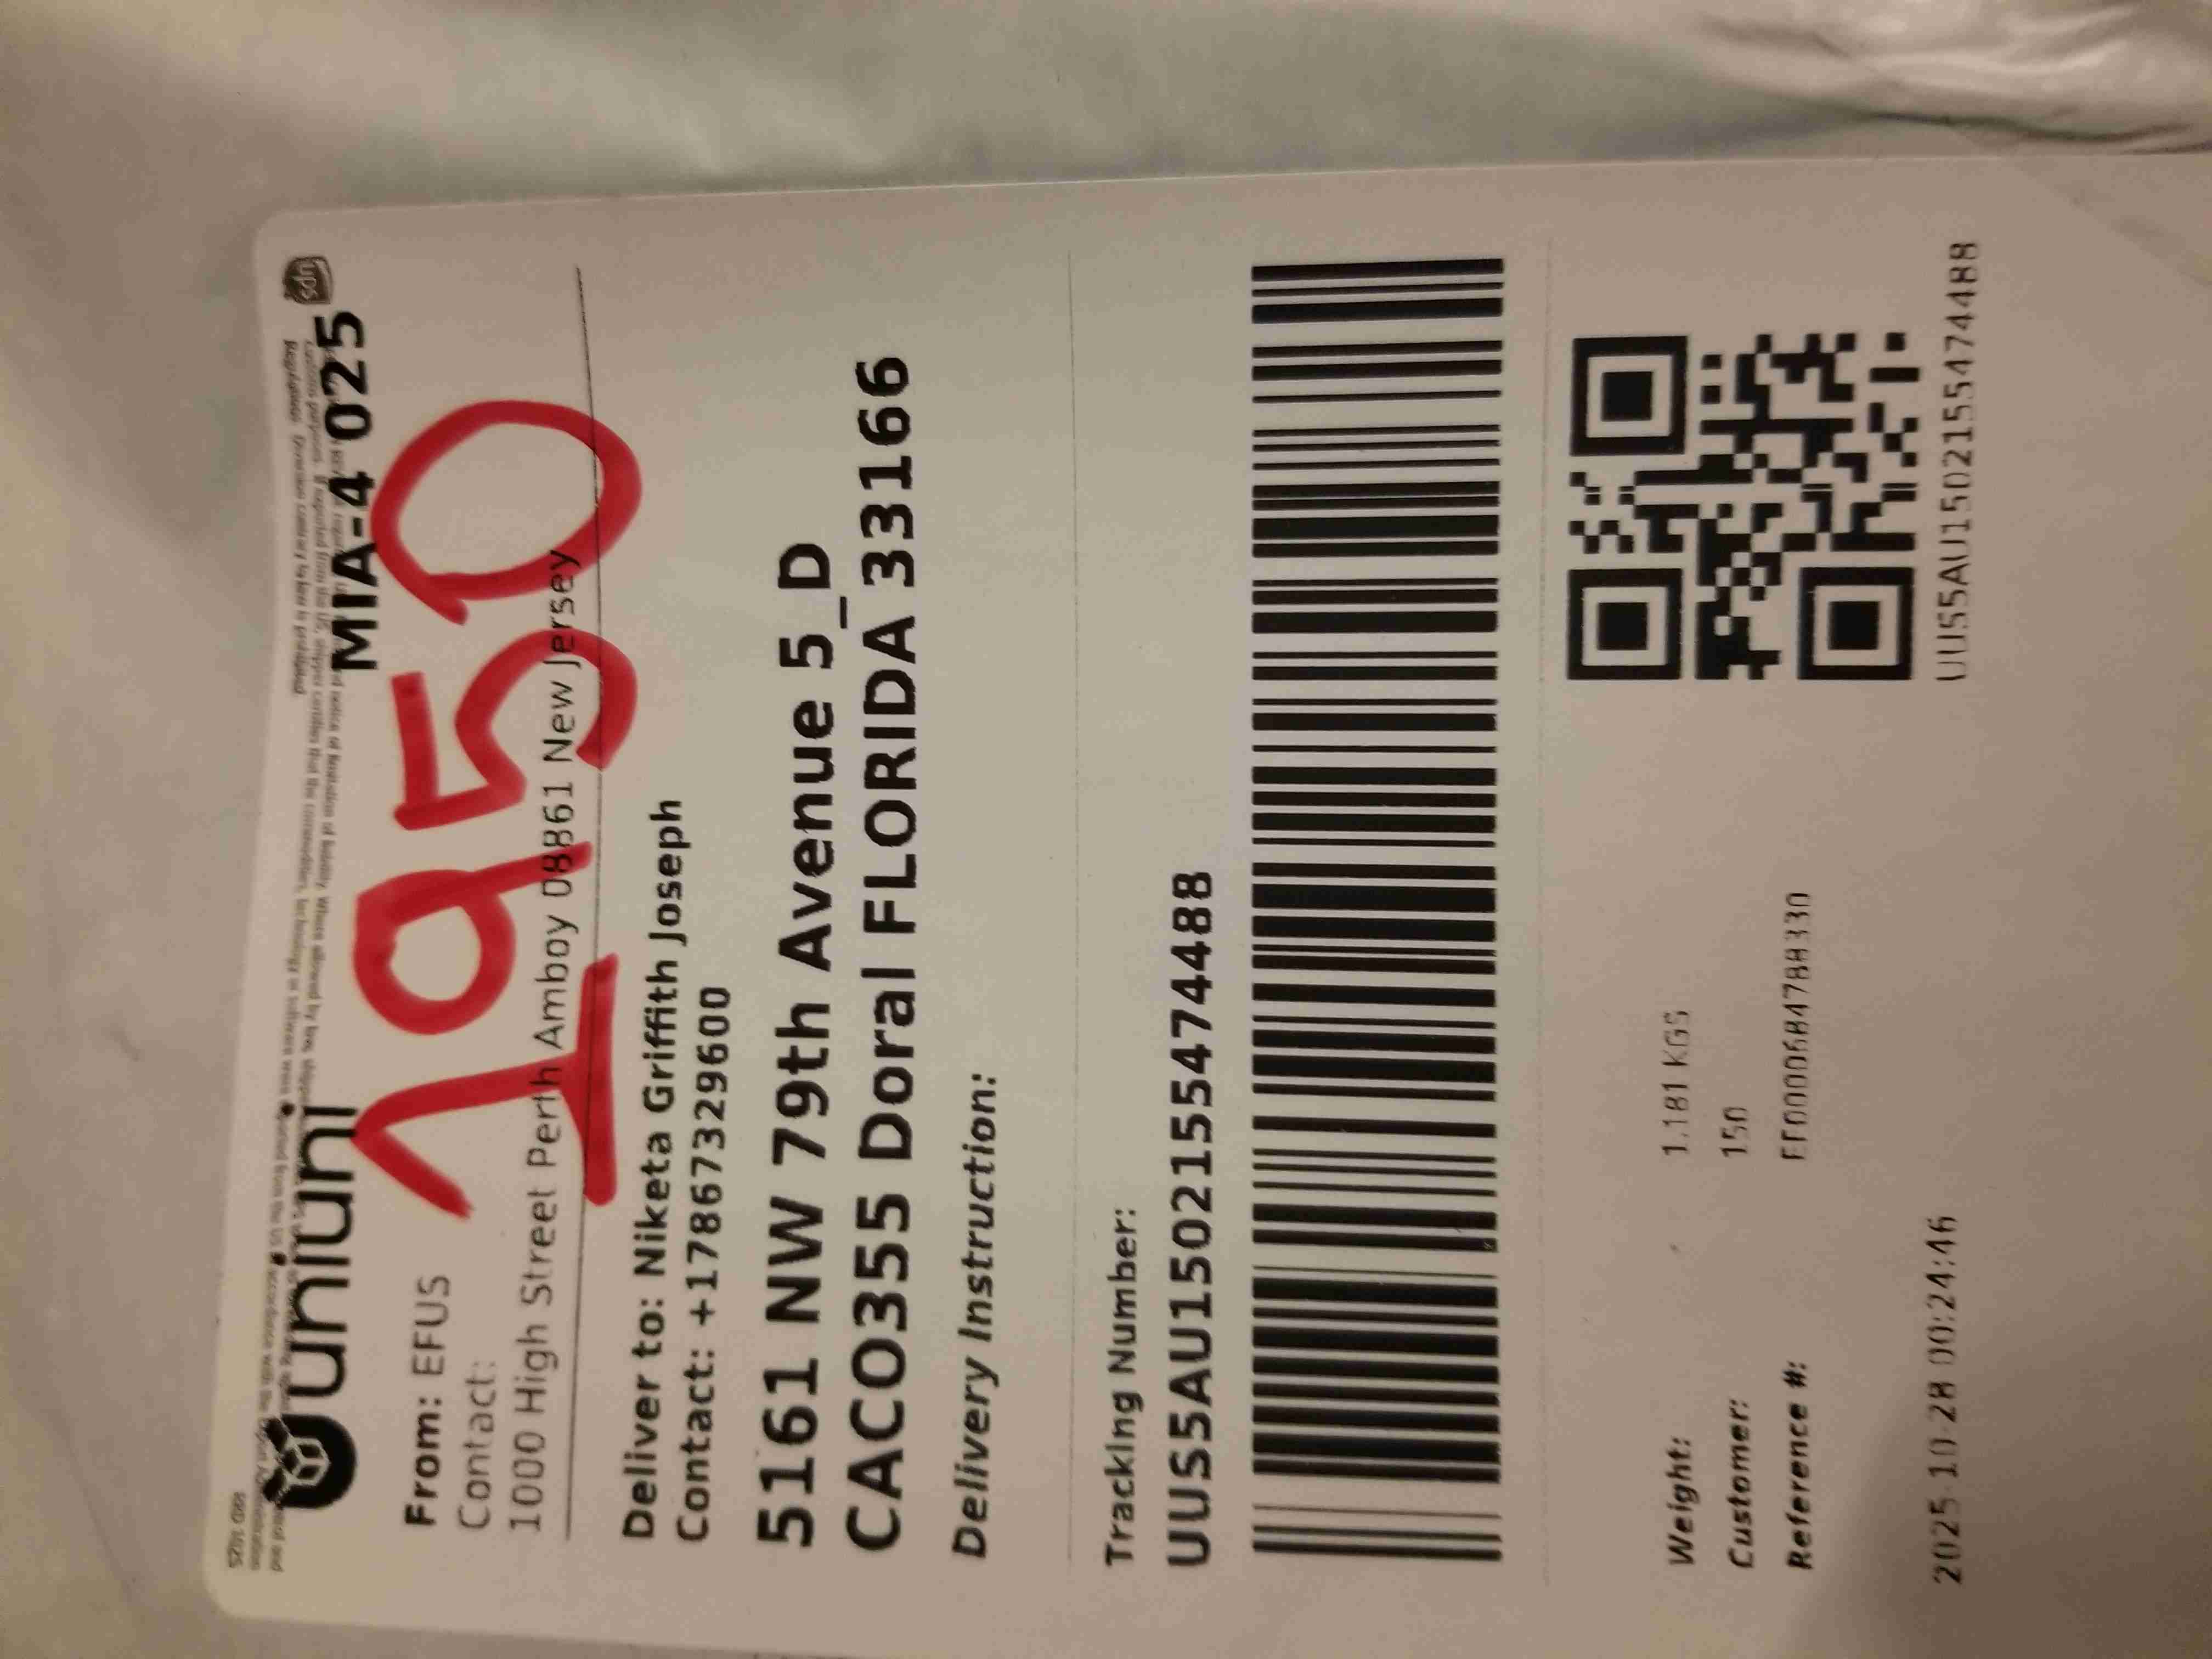 uniuni
MIA-4 025
1950
From: EFUS
Contact:
1000 High Street Perth Amboy 08861 New Jersey
Deliver to: Niketa Griffith Joseph
Contact: +17867329600
5161 NW 79th Avenue 5_D
CACO355 Doral FLORIDA 33166
Delivery Instruction:
Tracking Number:
UUS5AU1502155474488
Weight: 1.181 KGS
Customer: 150
Reference #:
2025-10-28 00:24:46
UUS5AU1502155474488
ups